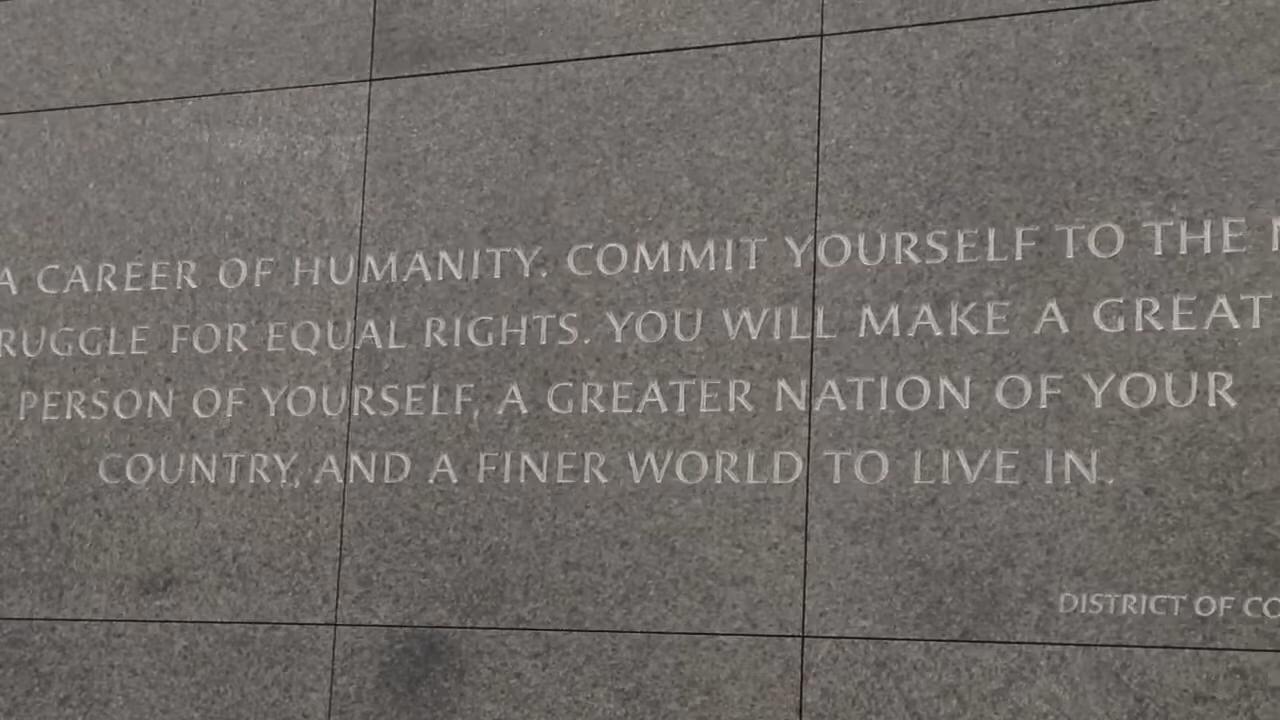 A CAREER OF HUMANITY. COMMIT YOURSELF TO THE
RUGGLE FOR EQUAL RIGHTS. YOU WILL MAKE A GREAT
PERSON OF YOURSELF, A GREATER NATION OF YOUR
COUNTRY, AND A FINER WORLD TO LIVE IN.
DISTRICT OF CO